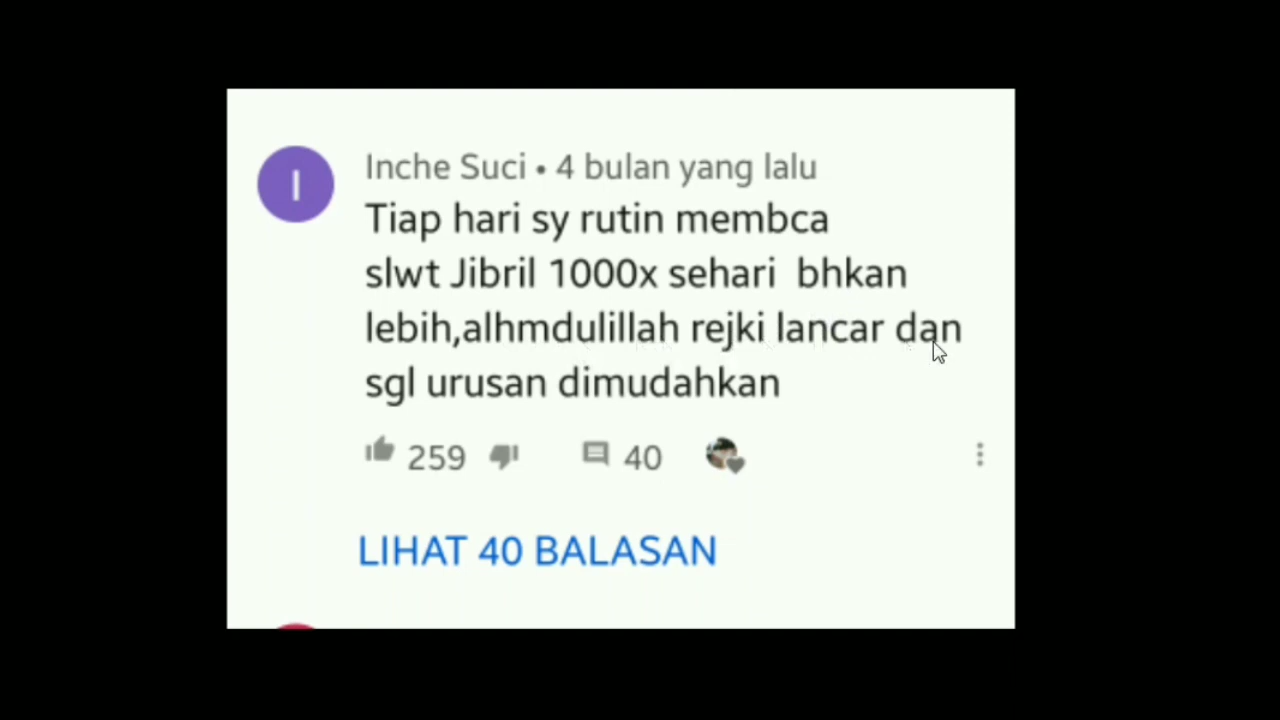 I
Inche Suci • 4 bulan yang lalu
Tiap hari sy rutin membca
slwt Jibril 1000x sehari bhkan
lebih,alhmdulillah rejki lancar dan
sgl urusan dimudahkan
259 40
LIHAT 40 BALASAN